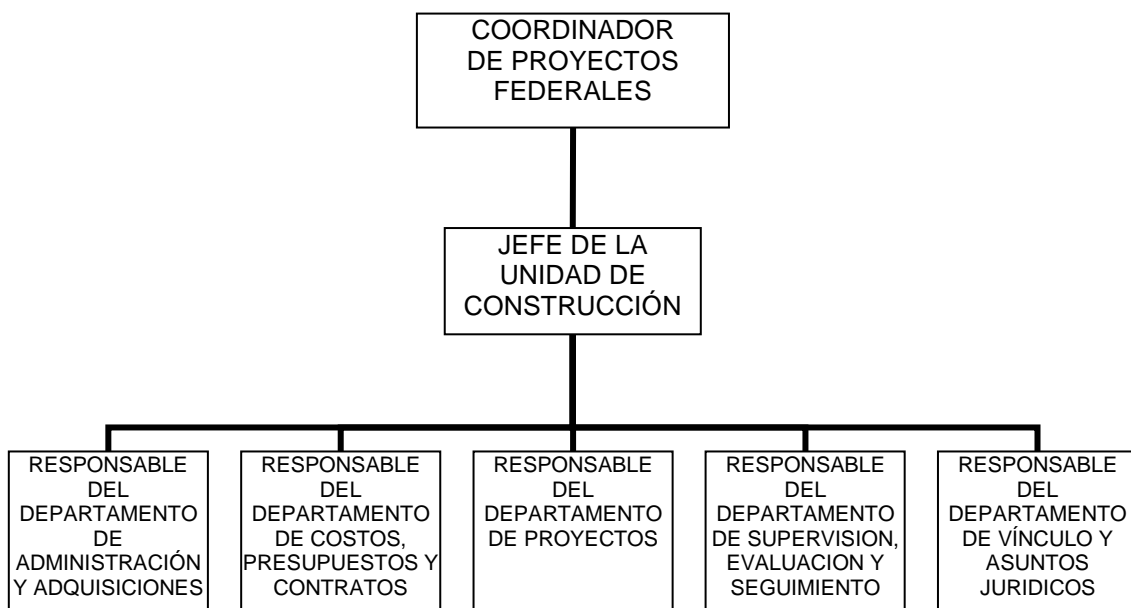 COORDINADOR
DE PROYECTOS
FEDERALES
JEFE DE LA
UNIDAD DE
CONSTRUCCIÓN
RESPONSABLE
DEL
DEPARTAMENTO
DE
ADMINISTRACIÓN
Y ADQUISICIONES
RESPONSABLE
DEL
DEPARTAMENTO
DE COSTOS,
PRESUPUESTOS Y
CONTRATOS
RESPONSABLE
DEL
DEPARTAMENTO
DE PROYECTOS
RESPONSABLE
DEL
DEPARTAMENTO
DE SUPERVISION,
EVALUACION Y
SEGUIMIENTO
RESPONSABLE
DEL
DEPARTAMENTO
DE VÍNCULO Y
ASUNTOS
JURIDICOS